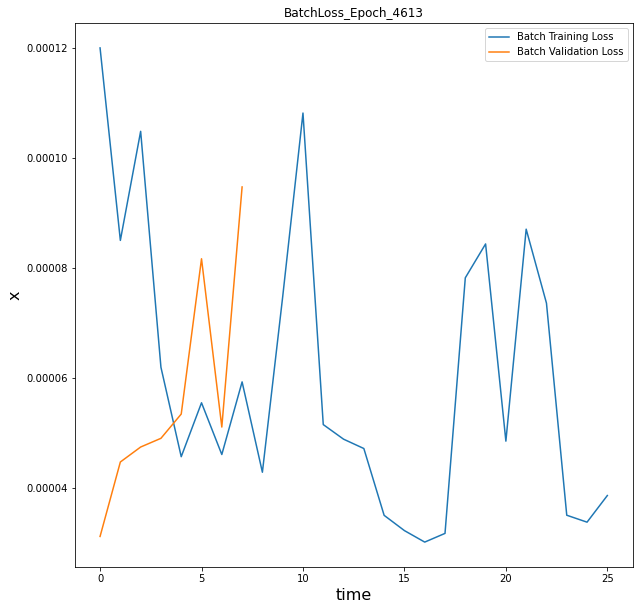 BatchLoss_Epoch_4613
Batch Training Loss
Batch Validation Loss
0.00012
0.00010
0.00008
0.00006
0.00004
x
0 5 10 15 20 25
time